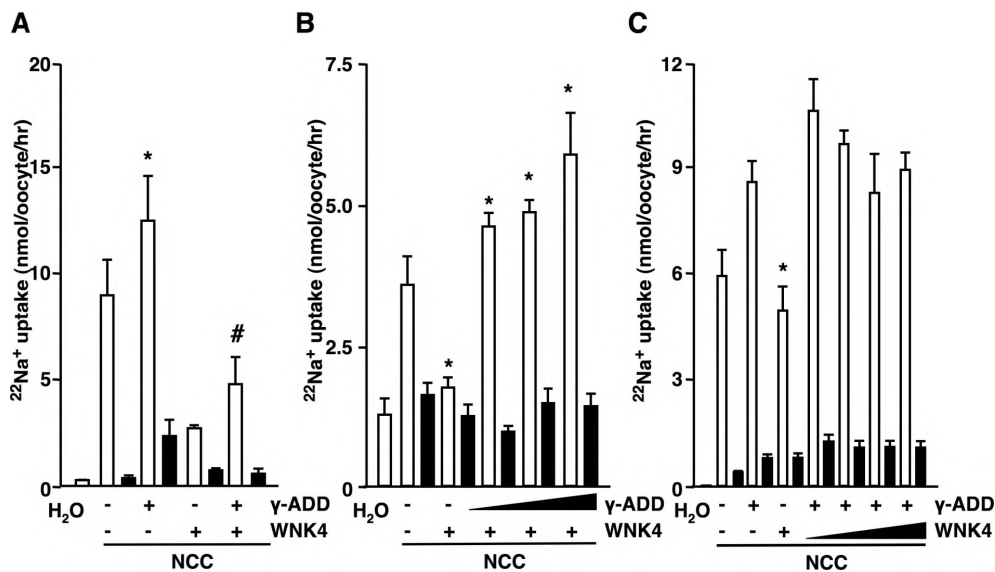 A
B
C
²²Na⁺ uptake (nmol/oocyte/hr)
20
15
10
5
0
*
#
H₂O
- + - + γ-ADD
- - + + WNK4
NCC
²²Na⁺ uptake (nmol/oocyte/hr)
7.5
5.0
2.5
0
*
*
*
*
H₂O
- - γ-ADD
- + + + + WNK4
NCC
²²Na⁺ uptake (nmol/oocyte/hr)
12
9
6
3
0
*
H₂O
- + - + + + + γ-ADD
- - + WNK4
NCC